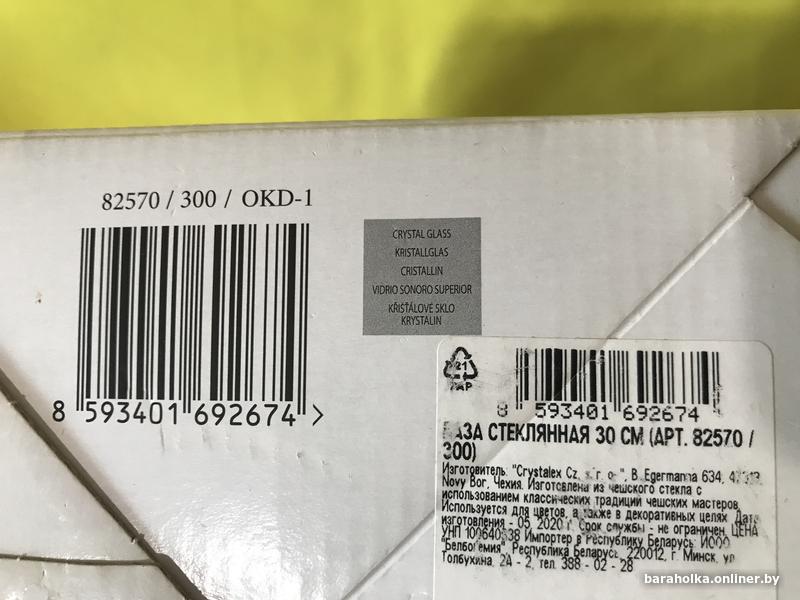 82570 / 300 / OKD-1
8 593401 692674 >
CRYSTAL GLASS
KRISTALLGLAS
CRISTALLIN
VIDRIO SONORO SUPERIOR
KŘIŠŤÁLOVÉ SKLO
KRYSTALIN
21
8 593401 692674
СТЕКЛЯННАЯ 30 СМ (АРТ. 82570 /
300)
Изготовитель: "Crystalex Cz, B. Egermanna 634,
Novy Bor, Чехия. Изготовлена из чешского стекла с
использованием классических традиций чешских мастеров.
Используется для цветов, а также в декоративных целях. Дата
изготовления - 05. 2020 г. Срок службы - не ограничен. ЦЕНА
УНП Импортер в Республику Беларусь: ИООО
"Белбогемия", Республика Беларусь, 220012, г. Минск, ул.
Толбухина, 2А - 2, тел. 388 - 02 - 28
baraholka.onliner.by